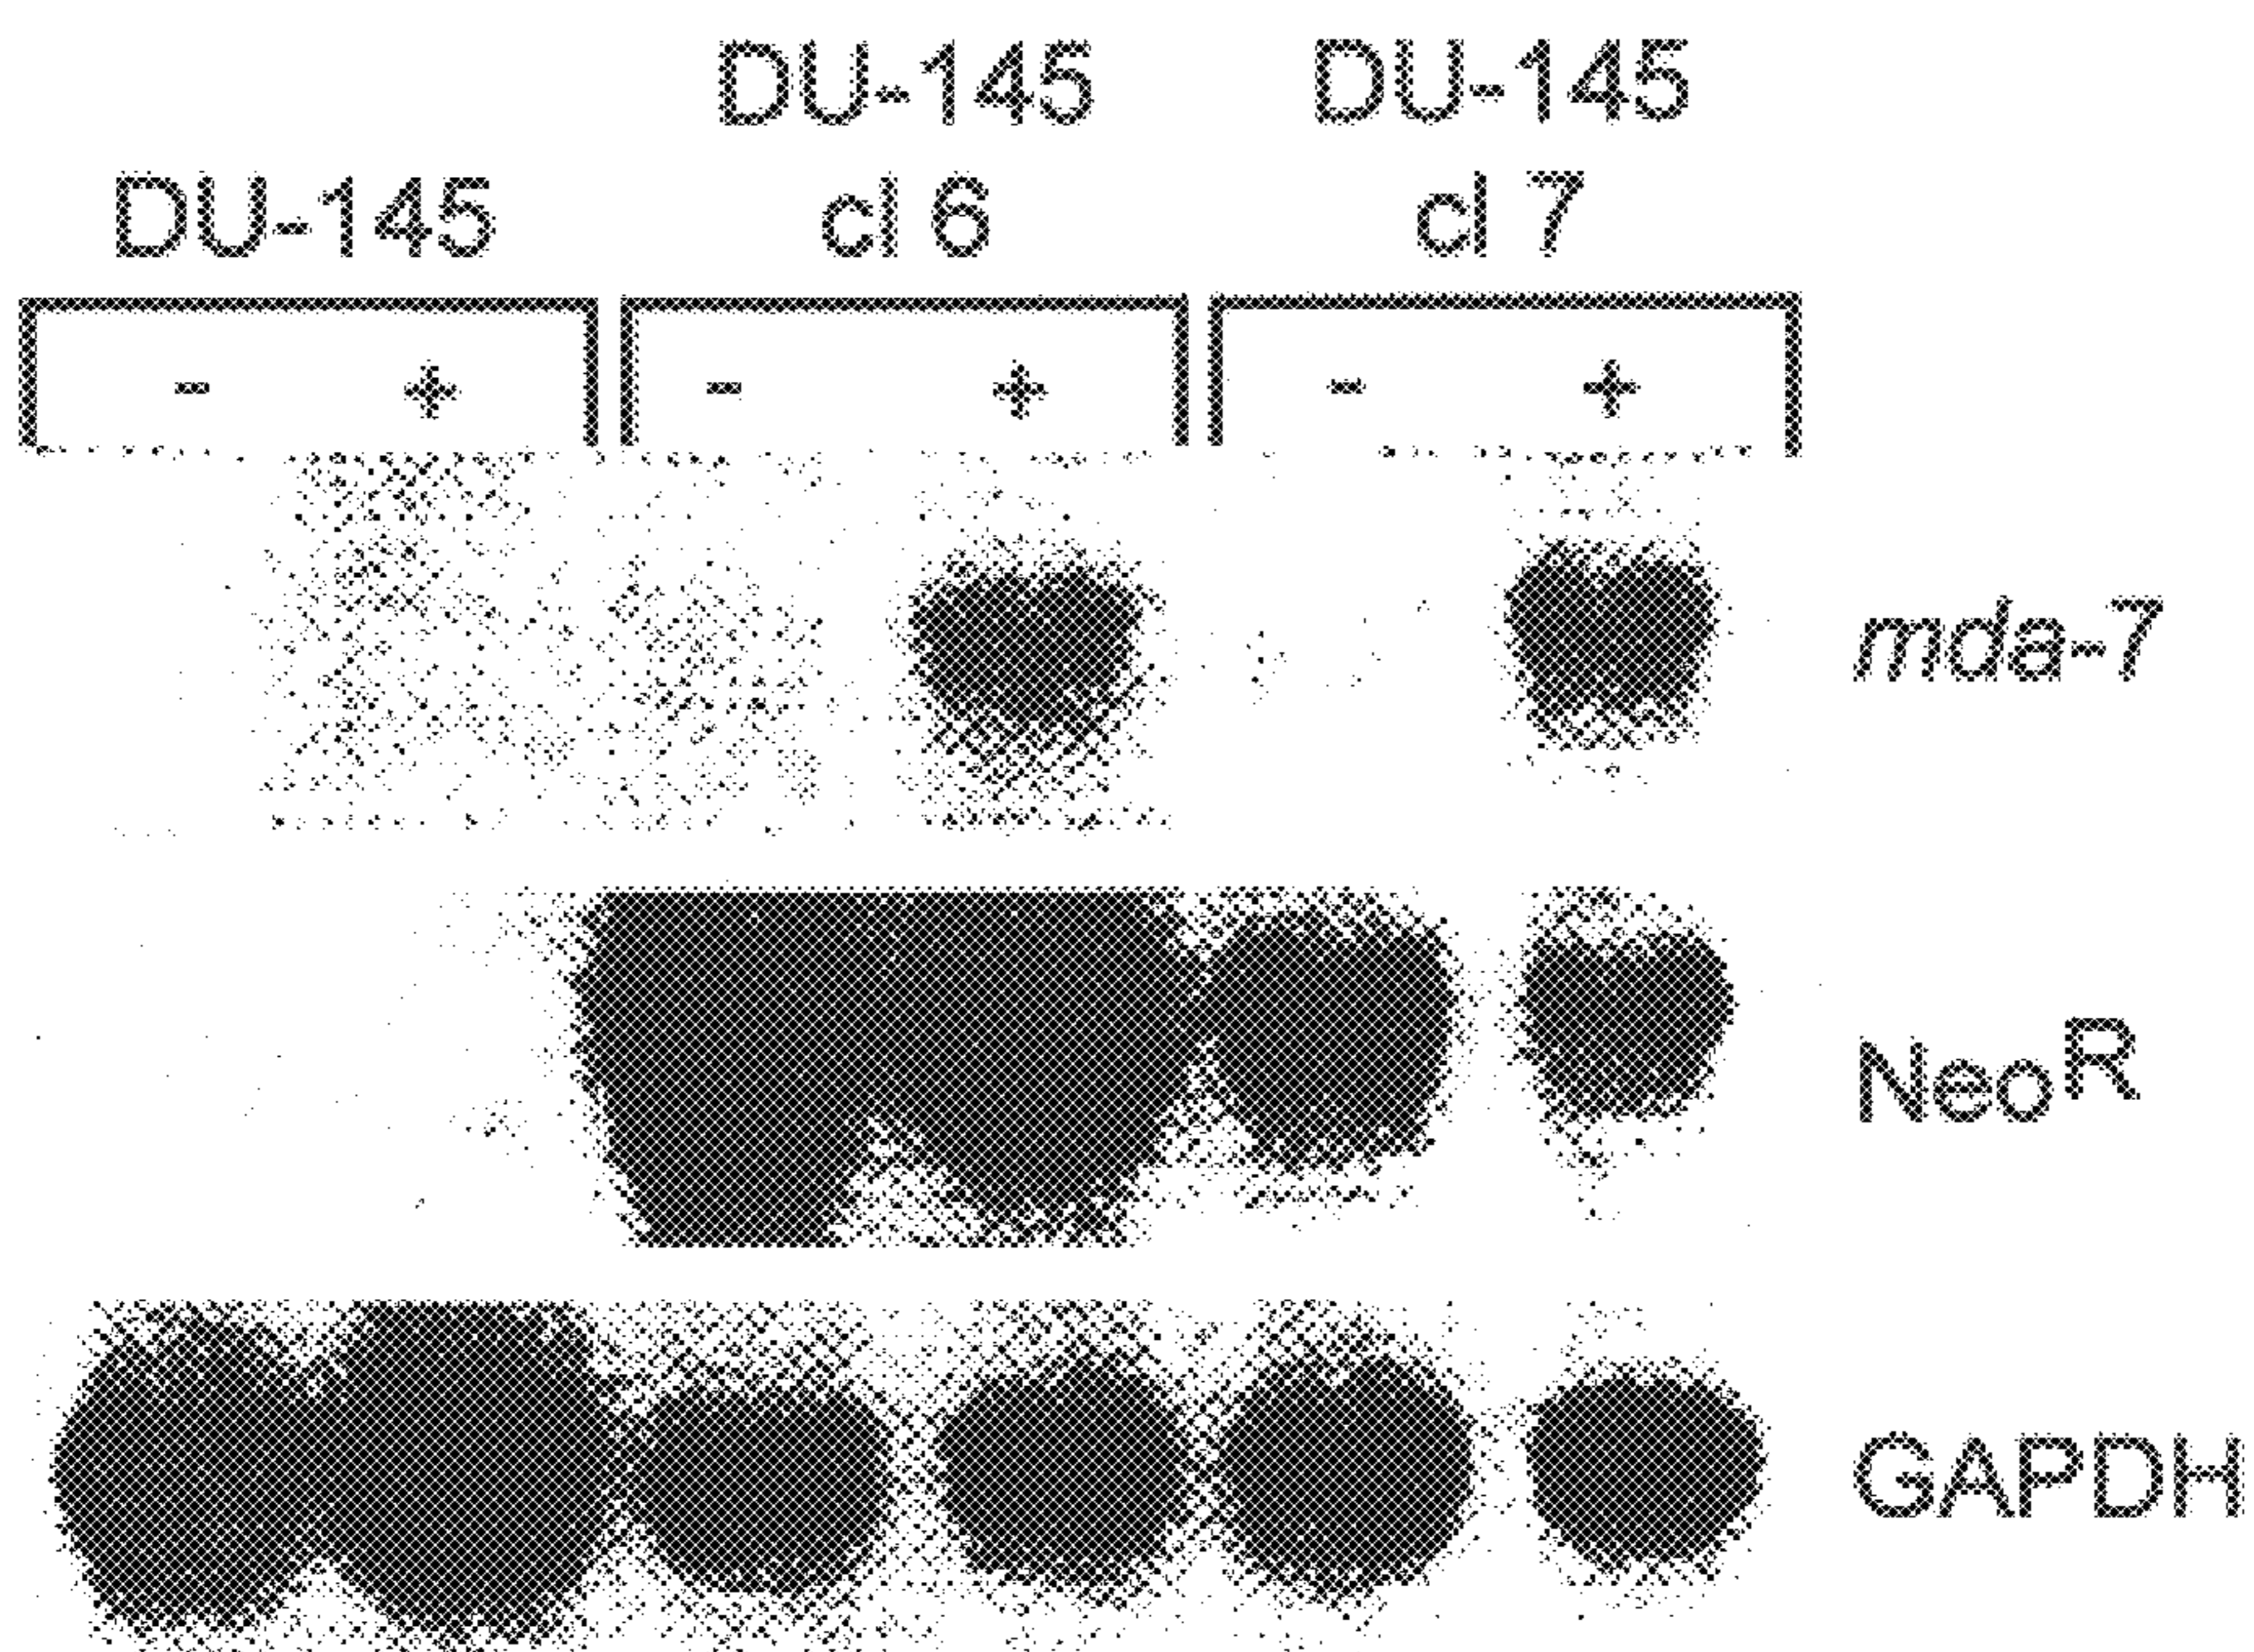 DU-145 DU-145
DU-145 cl 6 cl 7
- + - + - +
mda-7
NeoR
GAPDH